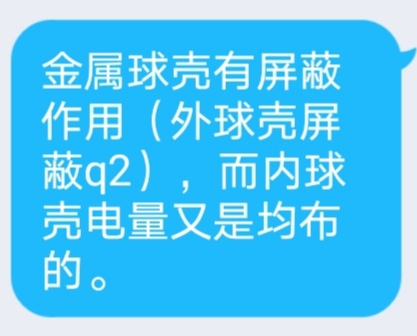 金属球壳有屏蔽
作用（外球壳屏
蔽q2），而内球
壳电量又是均布
的。